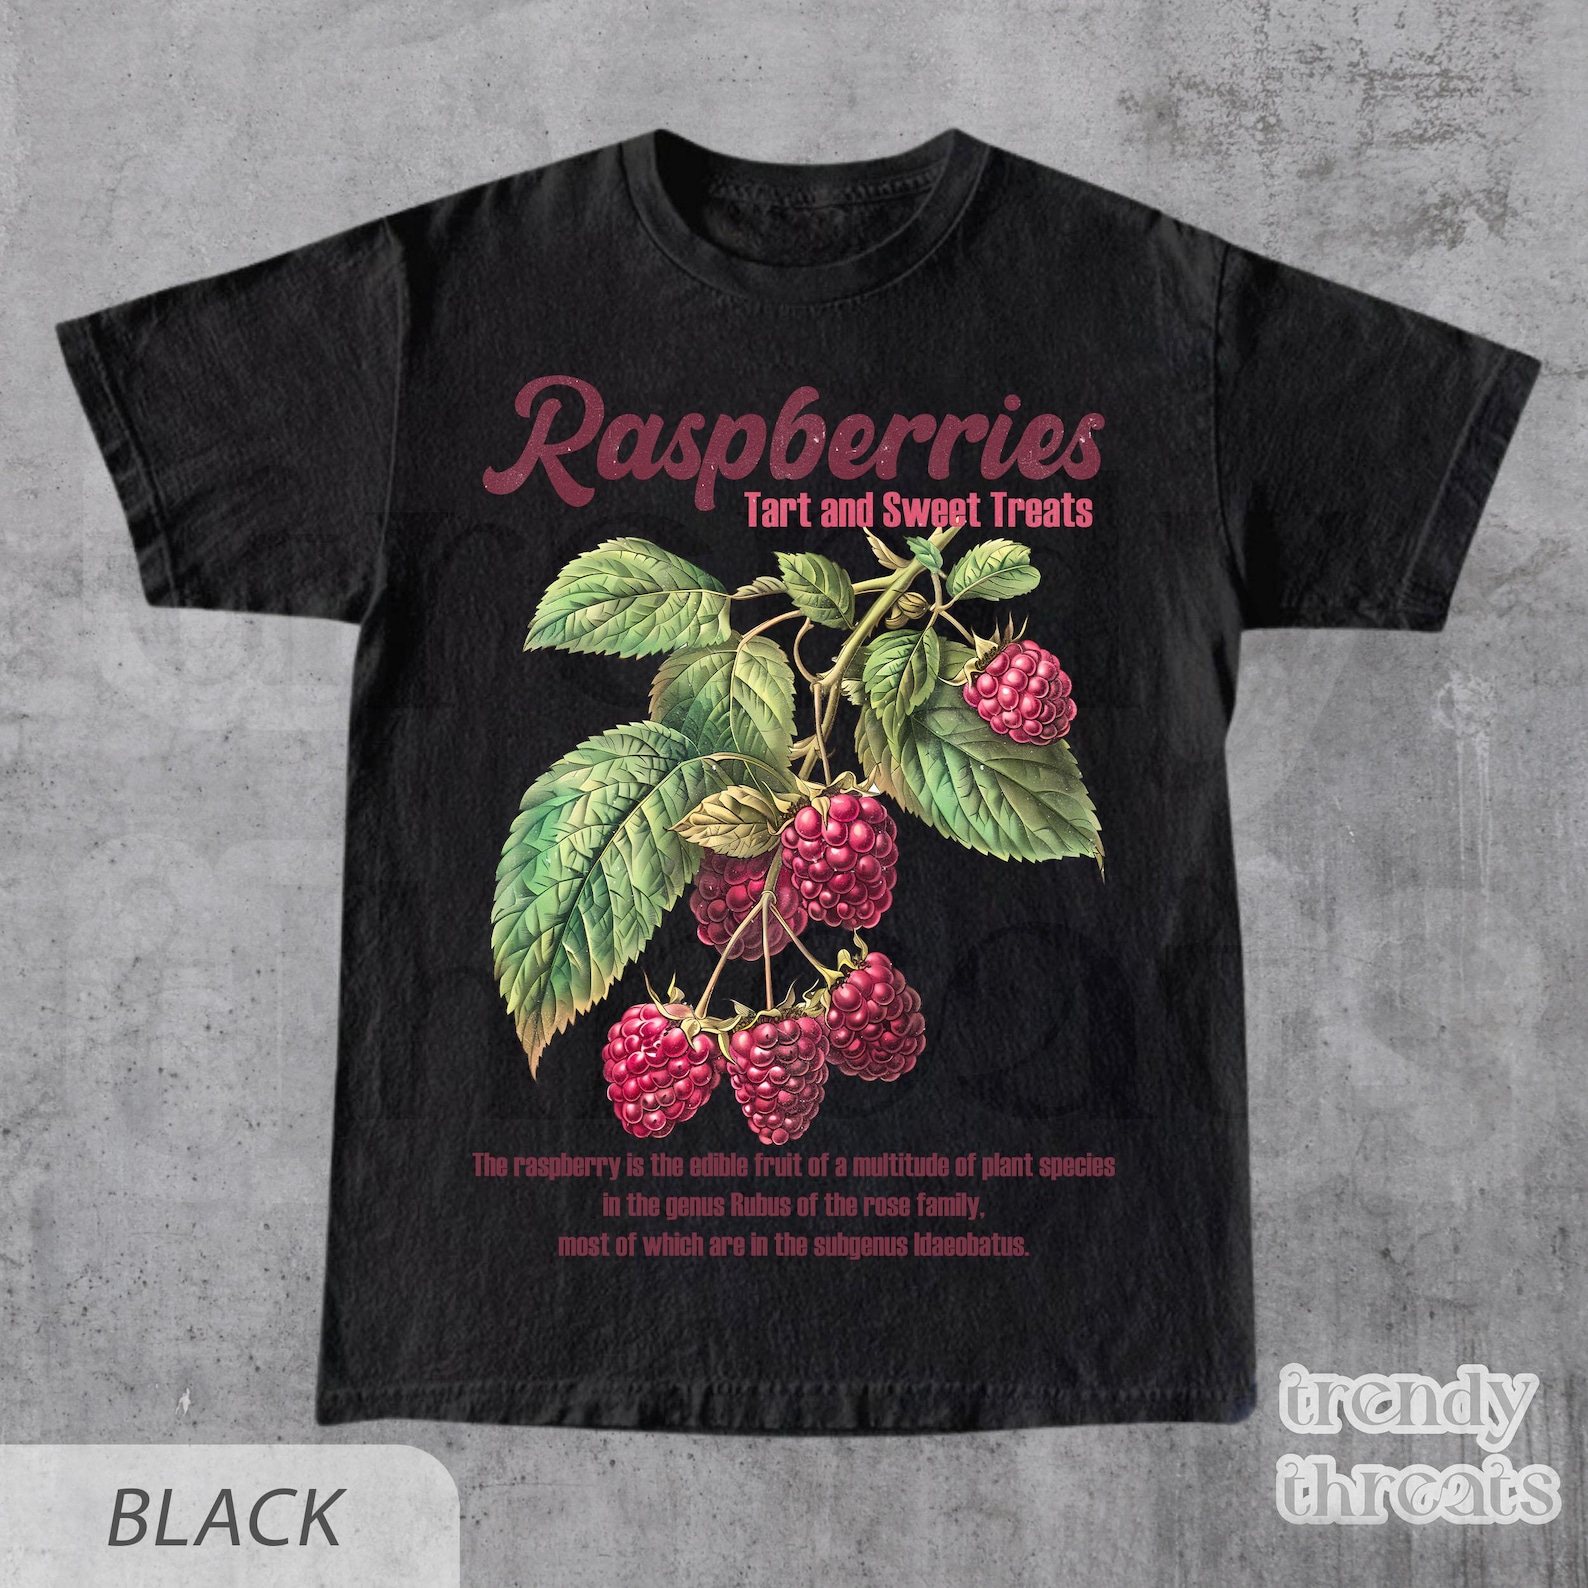 Raspberries
Tart and Sweet Treats
The raspberry is the edible fruit of a multitude of plant species
in the genus Rubus of the rose family,
most of which are in the subgenus Idaeobatus.
BLACK
trendy
threats